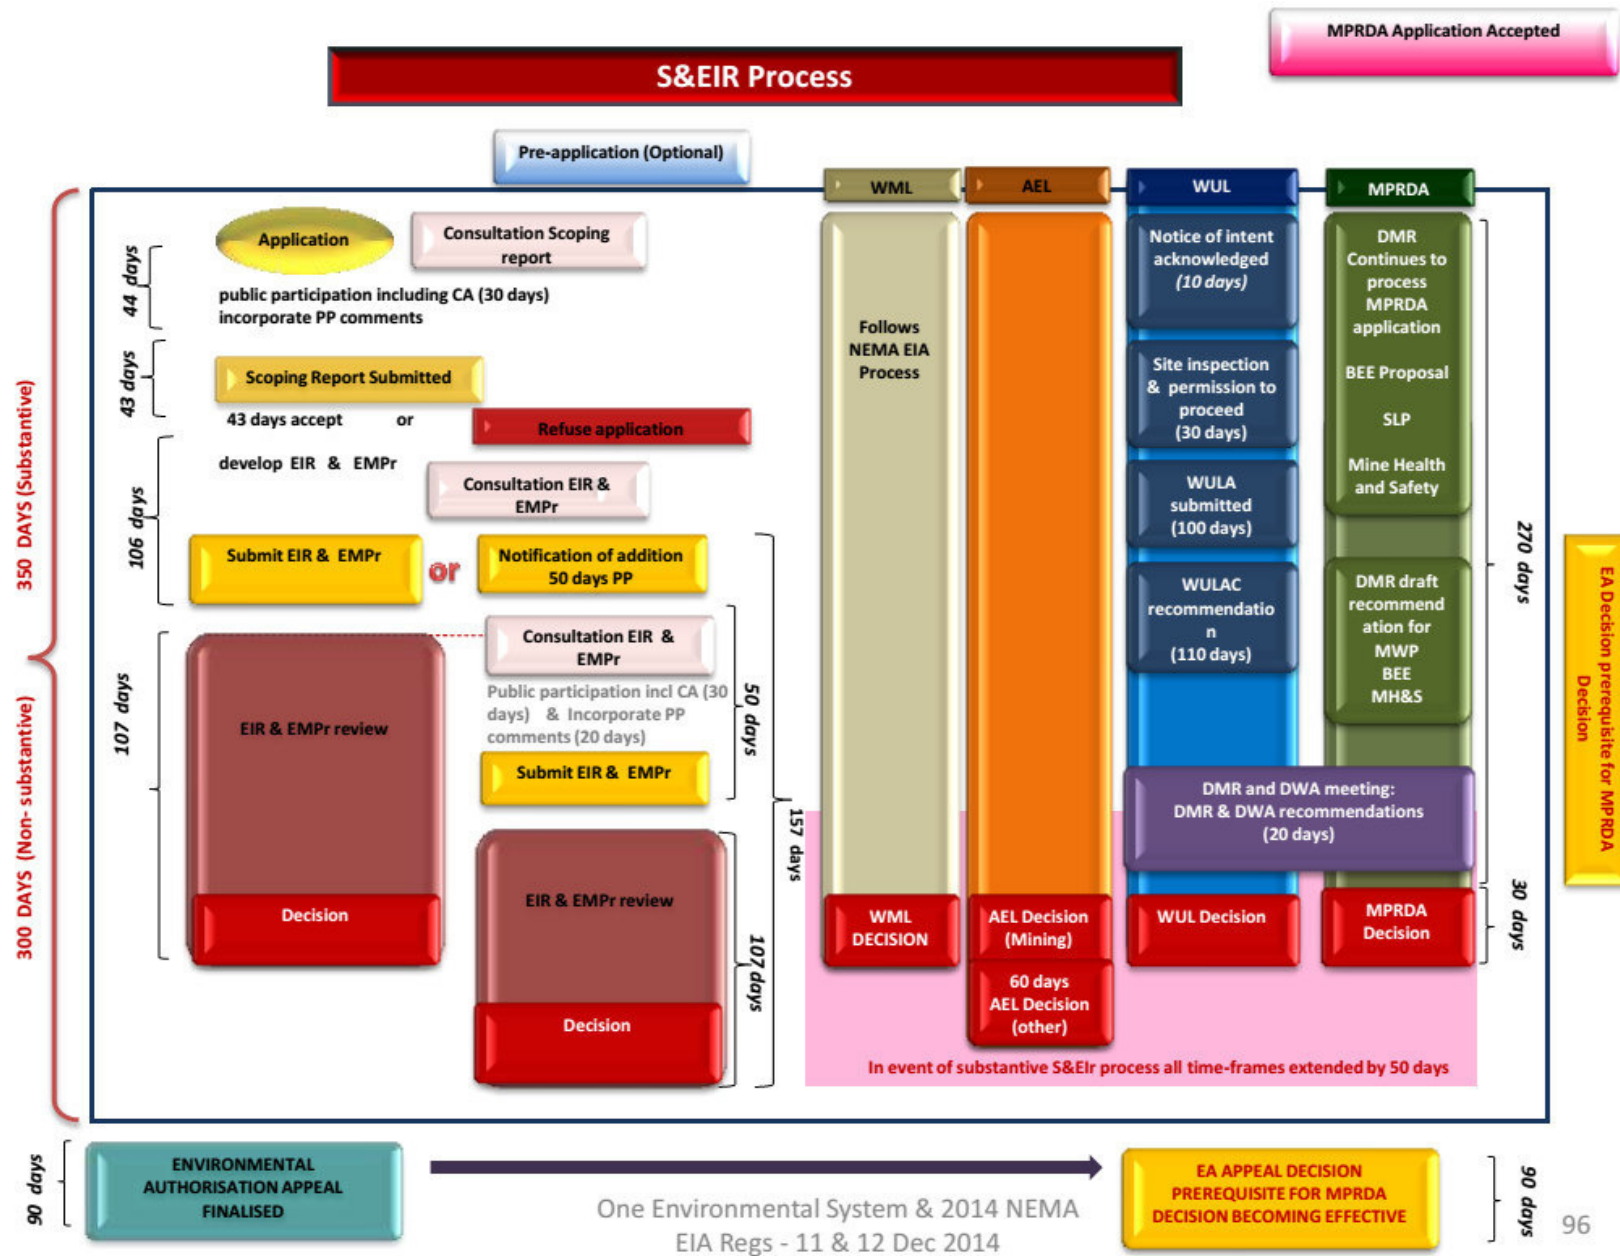 MPRDA Application Accepted
S&EIR Process
Pre-application (Optional)
WML
AEL
WUL
MPRDA
350 DAYS (Substantive)
300 DAYS (Non- substantive)
44 days
Application
Consultation Scoping
report
public participation including CA (30 days)
incorporate PP comments
43 days
Scoping Report Submitted
43 days accept or
Refuse application
106 days
develop EIR & EMPr
Consultation EIR &
EMPr
Submit EIR & EMPr
or
Notification of addition
50 days PP
107 days
EIR & EMPr review
Decision
Consultation EIR &
EMPr
Public participation incl CA (30
days) & Incorporate PP
comments (20 days)
Submit EIR & EMPr
50 days
EIR & EMPr review
Decision
107 days
157 days
Follows
NEMA EIA
Process
WML
DECISION
AEL Decision
(Mining)
60 days
AEL Decision
(other)
Notice of intent
acknowledged
(10 days)
Site inspection
& permission to
proceed
(30 days)
WULA
submitted
(100 days)
WULAC
recommendatio
n
(110 days)
DMR
Continues to
process
MPRDA
application
BEE Proposal
SLP
Mine Health
and Safety
DMR draft
recommend
ation for
MWP
BEE
MH&S
DMR and DWA meeting:
DMR & DWA recommendations
(20 days)
WUL Decision
MPRDA
Decision
270 days
30 days
EA Decision prerequisite for MPRDA
Decision
In event of substantive S&EIr process all time-frames extended by 50 days
90 days
ENVIRONMENTAL
AUTHORISATION APPEAL
FINALISED
EA APPEAL DECISION
PREREQUISITE FOR MPRDA
DECISION BECOMING EFFECTIVE
90 days
One Environmental System & 2014 NEMA
EIA Regs - 11 & 12 Dec 2014
96